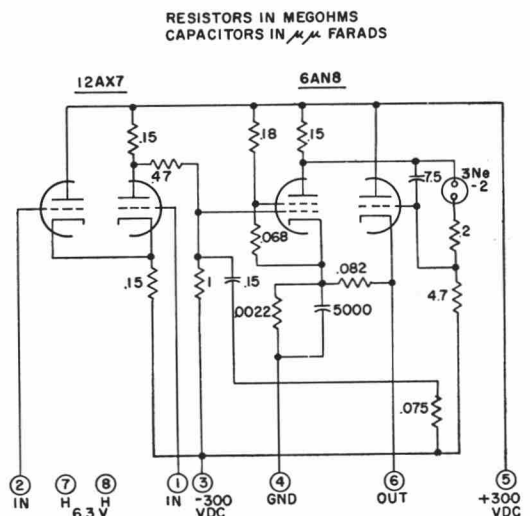 RESISTORS IN MEGOHMS
CAPACITORS IN μμ FARADS
12AX7
6AN8
.15
47
.18
.15
7.5
3Ne
-2
.2
.068
.15
1
.15
.082
.0022
5000
4.7
.075
2
7
8
1
3
4
6
5
IN
H
H
IN
-300
GND
OUT
+300
6.3 V
VDC
VDC